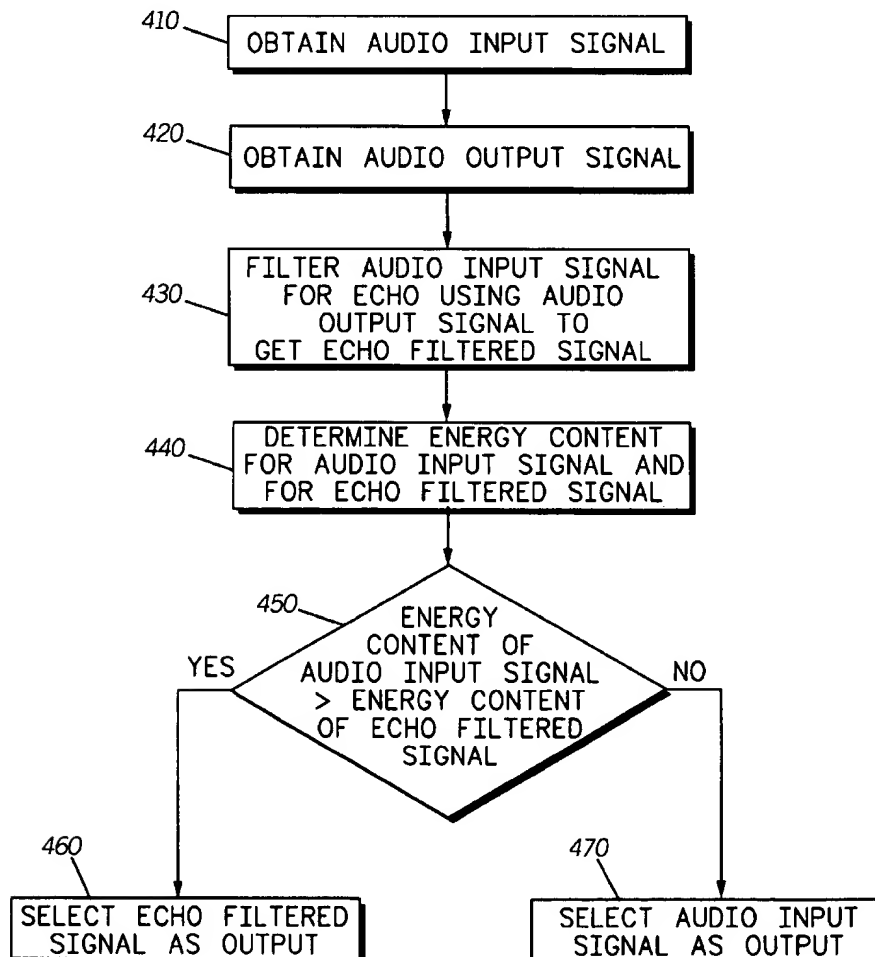 410
OBTAIN AUDIO INPUT SIGNAL
420
OBTAIN AUDIO OUTPUT SIGNAL
430
FILTER AUDIO INPUT SIGNAL
FOR ECHO USING AUDIO
OUTPUT SIGNAL TO
GET ECHO FILTERED SIGNAL
440
DETERMINE ENERGY CONTENT
FOR AUDIO INPUT SIGNAL AND
FOR ECHO FILTERED SIGNAL
450
ENERGY
CONTENT OF
AUDIO INPUT SIGNAL
> ENERGY CONTENT
OF ECHO FILTERED
SIGNAL
YES
NO
460
SELECT ECHO FILTERED
SIGNAL AS OUTPUT
470
SELECT AUDIO INPUT
SIGNAL AS OUTPUT